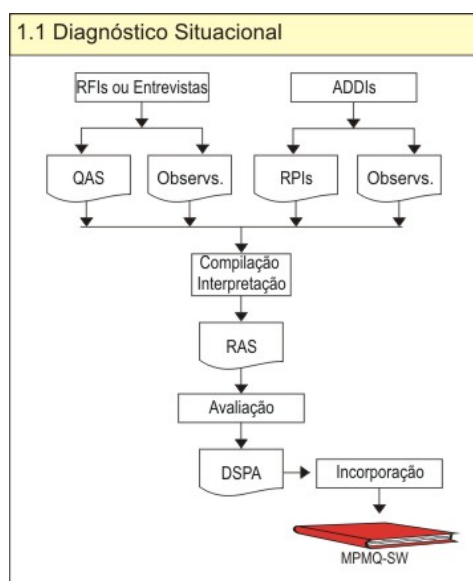 1.1 Diagnóstico Situacional
RFIs ou Entrevistas
ADDIs
QAS
Observs.
RPIs
Observs.
Compilação
Interpretação
RAS
Avaliação
DSPA
Incorporação
MPMQ-SW